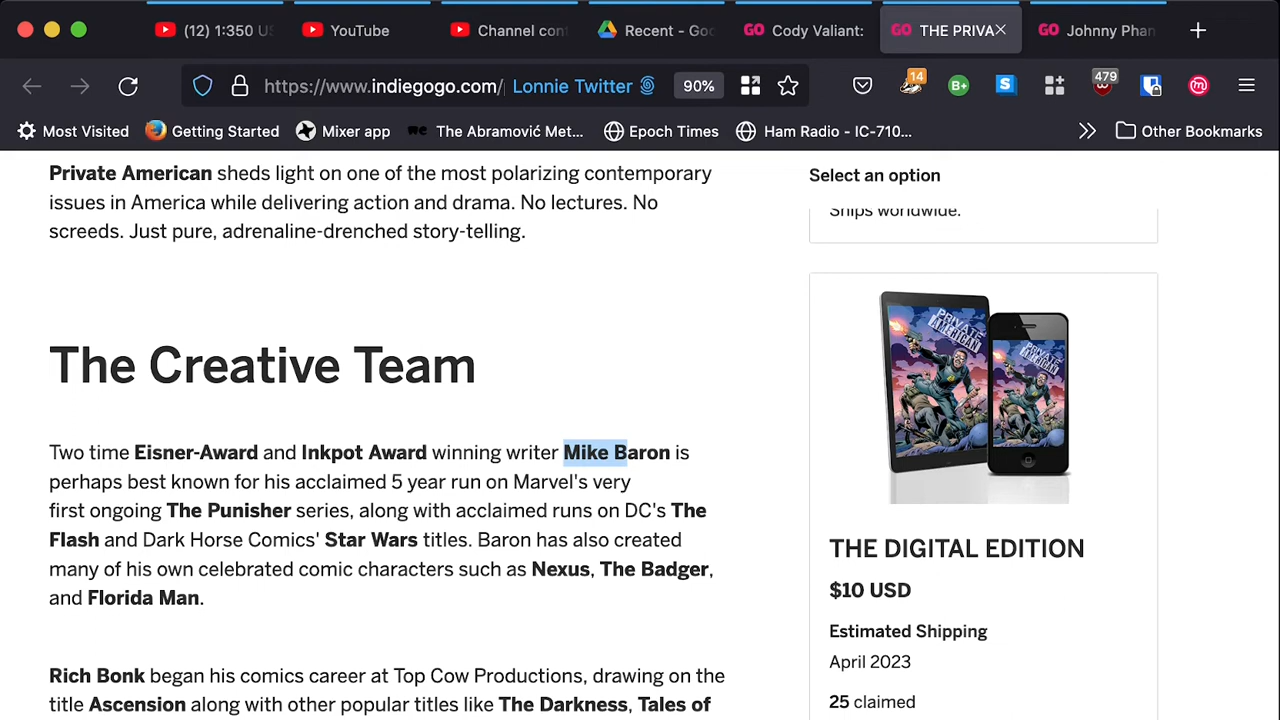 (12) 1:350 US
YouTube
Channel con
Recent - Goo
GO Cody Valiant:
GO THE PRIVA
GO Johnny Phan
https://www.indiegogo.com/ Lonnie Twitter
90%
14
B+
S
479
m
Most Visited
Getting Started
Mixer app
The Abramović Met...
Epoch Times
Ham Radio - IC-710...
Other Bookmarks
Private American sheds light on one of the most polarizing contemporary
issues in America while delivering action and drama. No lectures. No
screeds. Just pure, adrenaline-drenched story-telling.
The Creative Team
Two time Eisner-Award and Inkpot Award winning writer Mike Baron is
perhaps best known for his acclaimed 5 year run on Marvel's very
first ongoing The Punisher series, along with acclaimed runs on DC's The
Flash and Dark Horse Comics' Star Wars titles. Baron has also created
many of his own celebrated comic characters such as Nexus, The Badger,
and Florida Man.
Rich Bonk began his comics career at Top Cow Productions, drawing on the
title Ascension along with other popular titles like The Darkness, Tales of
Select an option
Ships worldwide.
PRIVATE
AMERICAN
PRIVATE
AMERICAN
THE DIGITAL EDITION
$10 USD
Estimated Shipping
April 2023
25 claimed